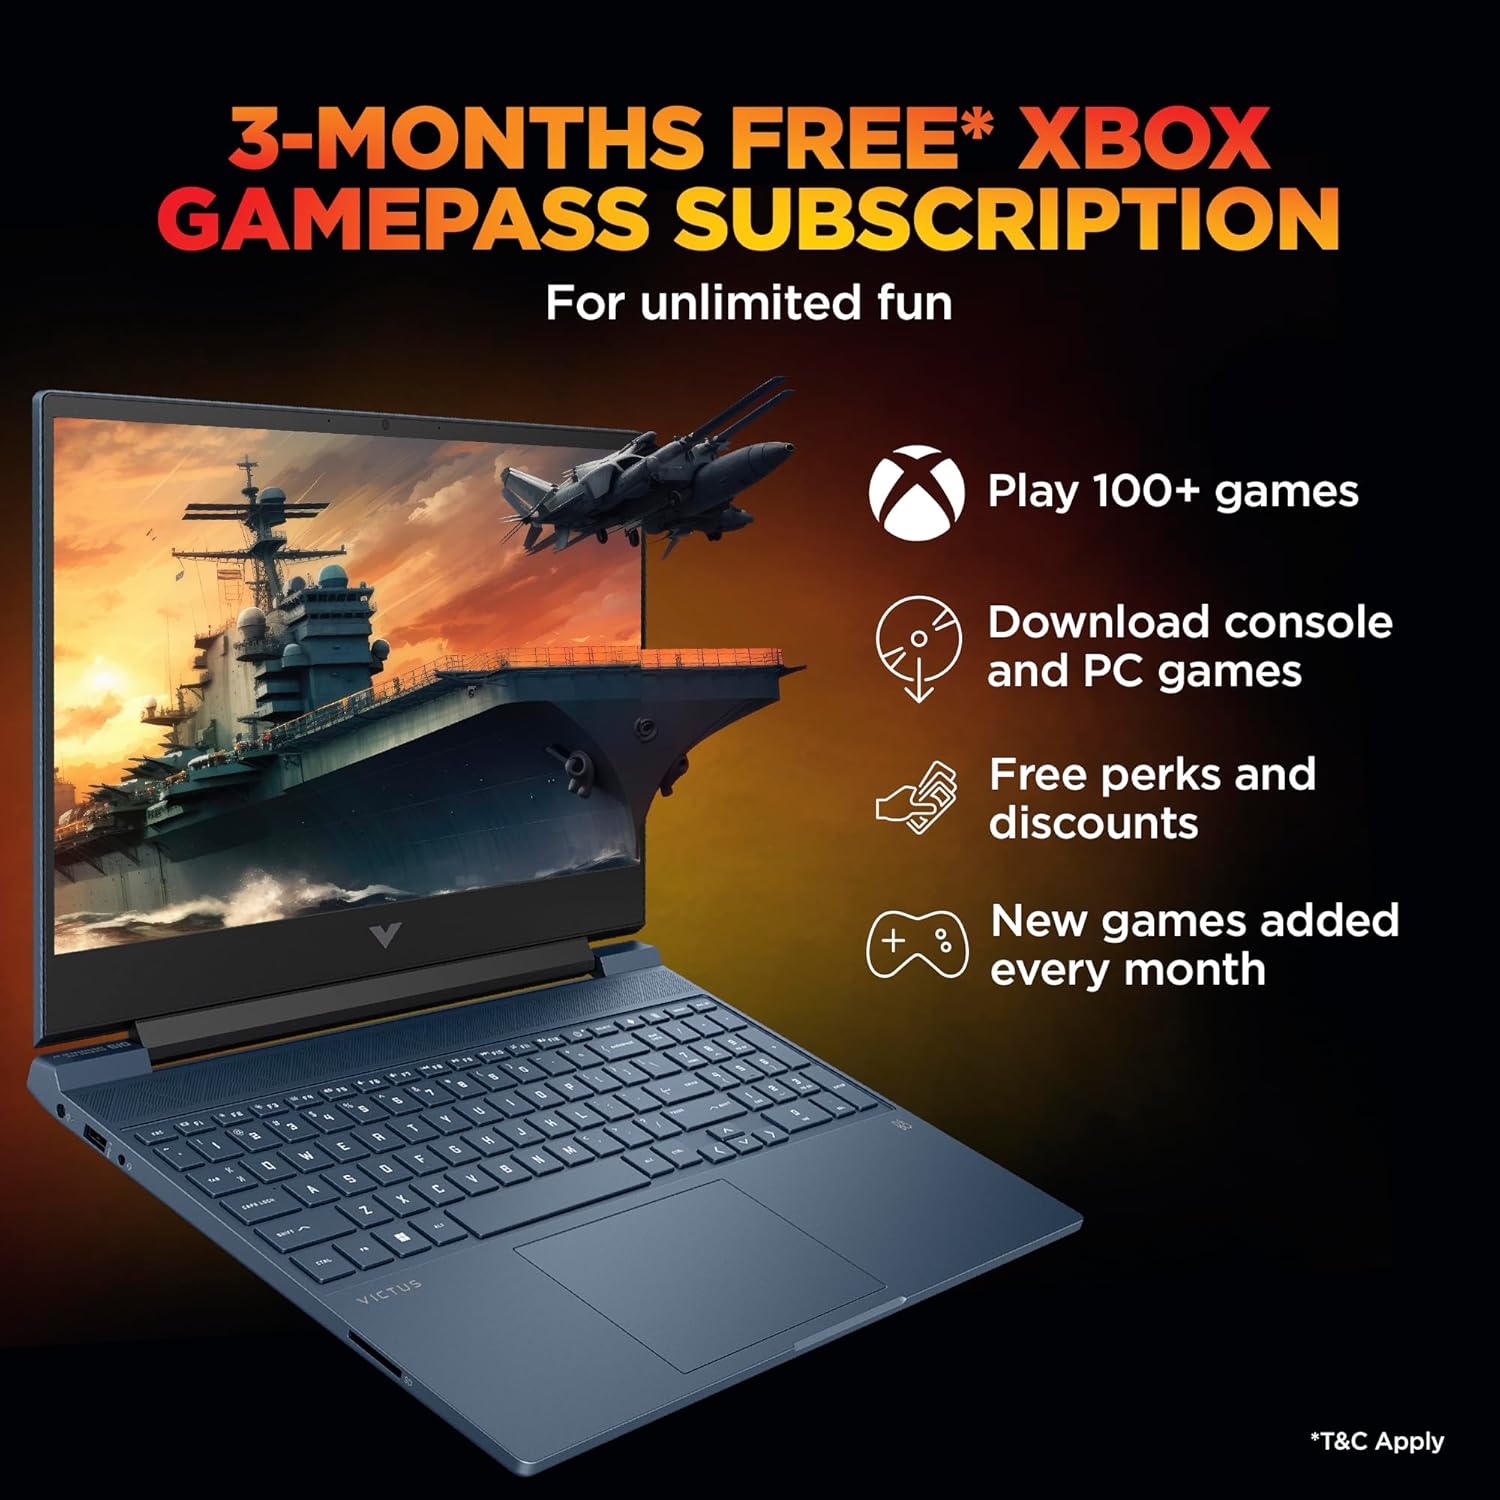 3-MONTHS FREE* XBOX
GAMEPASS SUBSCRIPTION
For unlimited fun
Play 100+ games
Download console
and PC games
Free perks and
discounts
New games added
every month
VICTUS
*T&C Apply